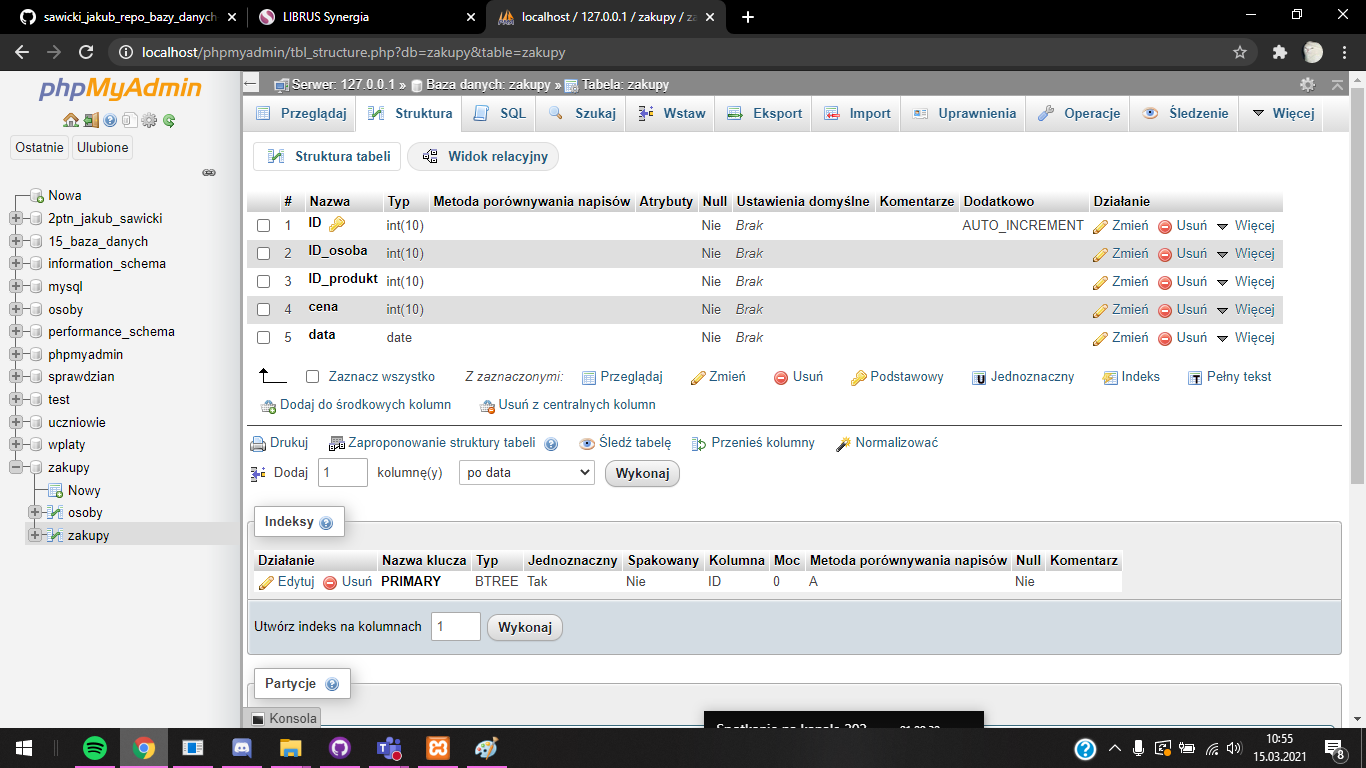 sawicki_jakub_repo_bazy_danych
LIBRUS Synergia
localhost / 127.0.0.1 / zakupy / za
localhost/phpmyadmin/tbl_structure.php?db=zakupy&table=zakupy
phpMyAdmin
Ostatnie Ulubione
Nowa
2ptn_jakub_sawicki
15_baza_danych
information_schema
mysql
osoby
performance_schema
phpmyadmin
sprawdzian
test
uczniowie
wplaty
zakupy
Nowy
osoby
zakupy
Serwer: 127.0.0.1 » Baza danych: zakupy » Tabela: zakupy
Przeglądaj Struktura SQL Szukaj Wstaw Eksport Import Uprawnienia Operacje Śledzenie Więcej
Struktura tabeli Widok relacyjny
# Nazwa Typ Metoda porównywania napisów Atrybuty Null Ustawienia domyślne Komentarze Dodatkowo Działanie
1 ID int(10) Nie Brak AUTO_INCREMENT Zmień Usuń Więcej
2 ID_osoba int(10) Nie Brak Zmień Usuń Więcej
3 ID_produkt int(10) Nie Brak Zmień Usuń Więcej
4 cena int(10) Nie Brak Zmień Usuń Więcej
5 data date Nie Brak Zmień Usuń Więcej
Zaznacz wszystko Z zaznaczonymi: Przeglądaj Zmień Usuń Podstawowy Jednoznaczny Indeks Pełny tekst
Dodaj do środkowych kolumn Usuń z centralnych kolumn
Drukuj Zaproponowanie struktury tabeli Śledź tabelę Przenieś kolumny Normalizować
Dodaj 1 kolumnę(y) po data Wykonaj
Indeksy
Działanie Nazwa klucza Typ Jednoznaczny Spakowany Kolumna Moc Metoda porównywania napisów Null Komentarz
Edytuj Usuń PRIMARY BTREE Tak Nie ID 0 A Nie
Utwórz indeks na kolumnach 1 Wykonaj
Partycje
Konsola
10:55
15.03.2021
8